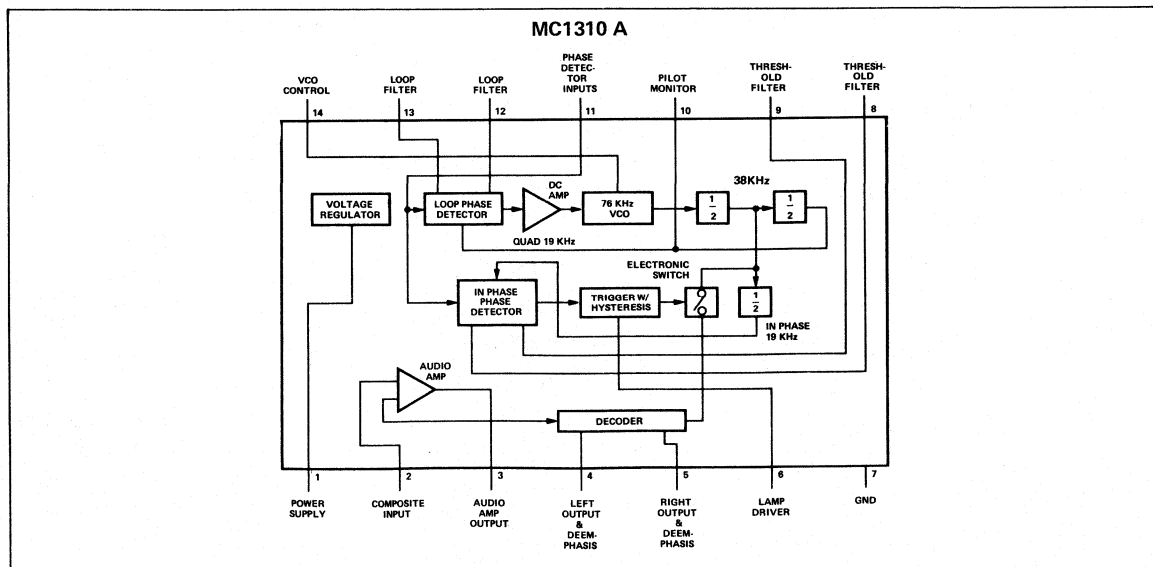 MC1310 A
VCO
CONTROL
LOOP
FILTER
LOOP
FILTER
PHASE
DETEC-
TOR
INPUTS
PILOT
MONITOR
THRESH-
OLD
FILTER
THRESH-
OLD
FILTER
14
13
12
11
10
9
8
VOLTAGE
REGULATOR
LOOP PHASE
DETECTOR
DC
AMP
76 KHz
VCO
1
2
38KHz
1
2
QUAD 19 KHz
ELECTRONIC
SWITCH
IN PHASE
PHASE
DETECTOR
TRIGGER W/
HYSTERESIS
1
2
IN PHASE
19 KHz
AUDIO
AMP
DECODER
1
2
3
4
5
6
7
POWER
SUPPLY
COMPOSITE
INPUT
AUDIO
AMP
OUTPUT
LEFT
OUTPUT
&
DEEM-
PHASIS
RIGHT
OUTPUT
&
DEEM-
PHASIS
LAMP
DRIVER
GND